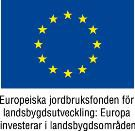 Europeiska jordbruksfonden för
landsbygdsutveckling: Europa
investerar i landsbygdsområden